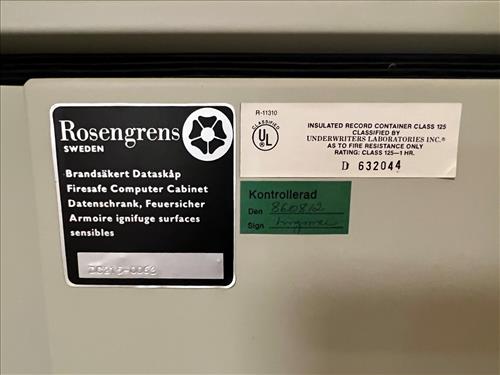 Rosengrens
SWEDEN
Brandsäkert Dataskåp
Firesafe Computer Cabinet
Datenschrank, Feuersicher
Armoire ignifuge surfaces
sensibles
R-11310
CLASSIFIED
UL
INSULATED RECORD CONTAINER CLASS 125
CLASSIFIED BY
UNDERWRITERS LABORATORIES INC.®
AS TO FIRE RESISTANCE ONLY
RATING: CLASS 125—1 HR.
D 632044
Kontrollerad
Den 860812
Sign